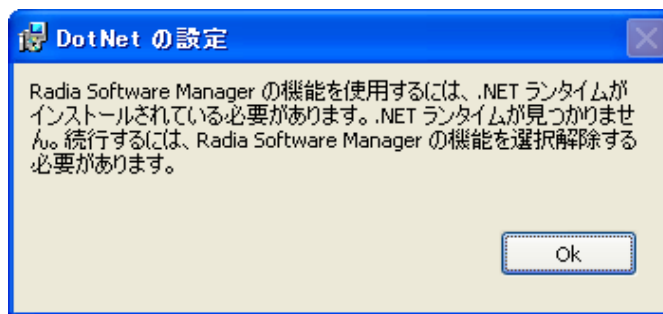 DotNet の設定
Radia Software Manager の機能を使用するには、.NET ランタイムが
インストールされている必要があります。.NET ランタイムが見つかりませ
ん。続行するには、Radia Software Manager の機能を選択解除する
必要があります。
Ok